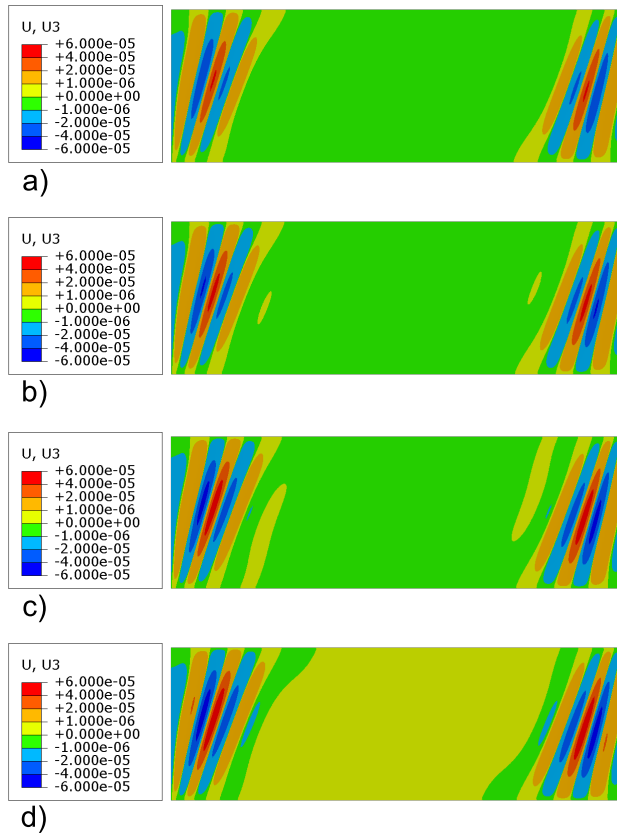 U, U3
+6.000e-05
+4.000e-05
+2.000e-05
+1.000e-06
+0.000e+00
-1.000e-06
-2.000e-05
-4.000e-05
-6.000e-05
a)
U, U3
+6.000e-05
+4.000e-05
+2.000e-05
+1.000e-06
+0.000e+00
-1.000e-06
-2.000e-05
-4.000e-05
-6.000e-05
b)
U, U3
+6.000e-05
+4.000e-05
+2.000e-05
+1.000e-06
+0.000e+00
-1.000e-06
-2.000e-05
-4.000e-05
-6.000e-05
c)
U, U3
+6.000e-05
+4.000e-05
+2.000e-05
+1.000e-06
+0.000e+00
-1.000e-06
-2.000e-05
-4.000e-05
-6.000e-05
d)